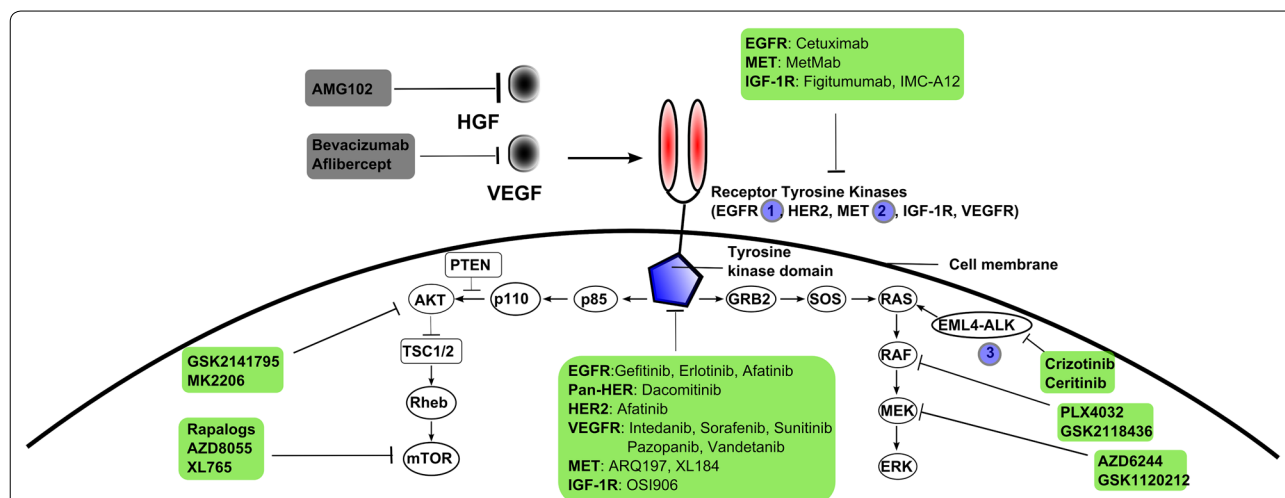 EGFR: Cetuximab
MET: MetMab
IGF-1R: Figitumumab, IMC-A12
AMG102
HGF
Bevacizumab
Aflibercept
VEGF
Receptor Tyrosine Kinases
(EGFR 1, HER2, MET 2, IGF-1R, VEGFR)
Tyrosine
kinase domain
Cell membrane
PTEN
AKT
p110
p85
GRB2
SOS
RAS
EML4-ALK
3
TSC1/2
RAF
Crizotinib
Ceritinib
GSK2141795
MK2206
Rheb
MEK
PLX4032
GSK2118436
EGFR:Gefitinib, Erlotinib, Afatinib
Pan-HER: Dacomitinib
HER2: Afatinib
VEGFR: Intedanib, Sorafenib, Sunitinib
Pazopanib, Vandetanib
MET: ARQ197, XL184
IGF-1R: OSI906
Rapalogs
AZD8055
XL765
mTOR
ERK
AZD6244
GSK1120212